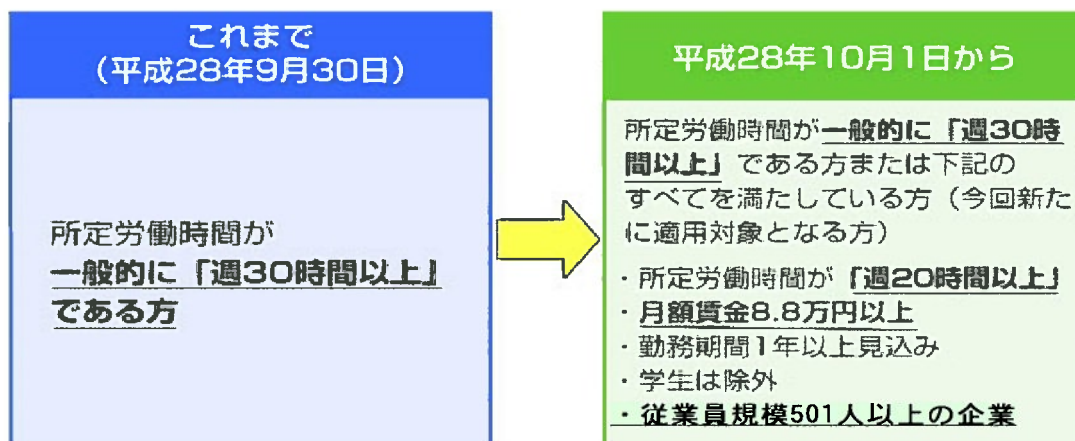 これまで
（平成28年9月30日）
所定労働時間が
一般的に「週30時間以上」
である方
平成28年10月1日から
所定労働時間が一般的に「週30時
間以上」である方または下記の
すべてを満たしている方（今回新た
に適用対象となる方）
・所定労働時間が「週20時間以上」
・月額賃金8.8万円以上
・勤務期間1年以上見込み
・学生は除外
・従業員規模501人以上の企業